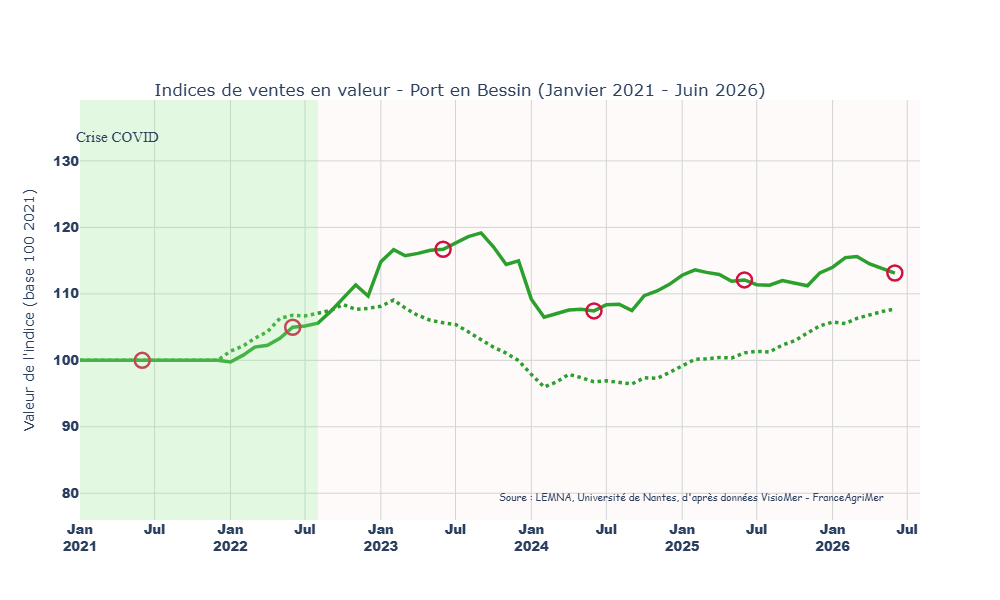 Indices de ventes en valeur - Port en Bessin (Janvier 2021 - Juin 2026)
Crise COVID
Valeur de l'indice (base 100 2021)
130
120
110
100
90
80
Soure : LEMNA, Université de Nantes, d'après données VisioMer - FranceAgriMer
Jan Jul Jan Jul Jan Jul Jan Jul Jan Jul Jan Jul
2021 2022 2023 2024 2025 2026